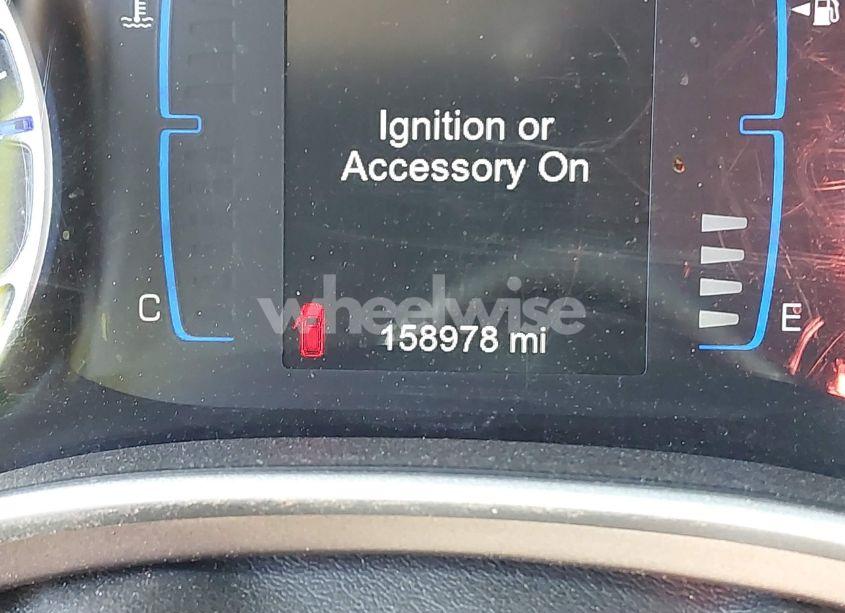 Ignition or
Accessory On
C
E
wheelwise
158978 mi